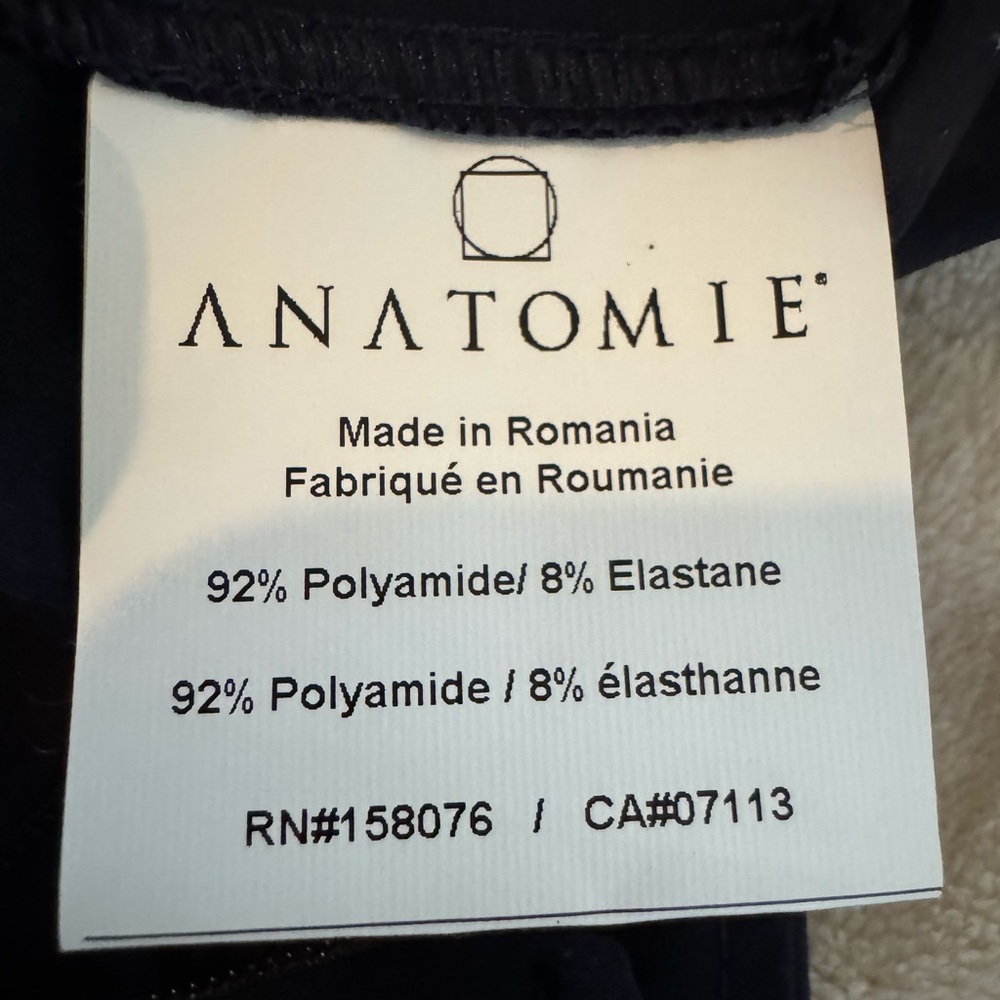 ANATOMIE®
Made in Romania
Fabriqué en Roumanie
92% Polyamide/ 8% Elastane
92% Polyamide / 8% élasthanne
RN#158076 / CA#07113